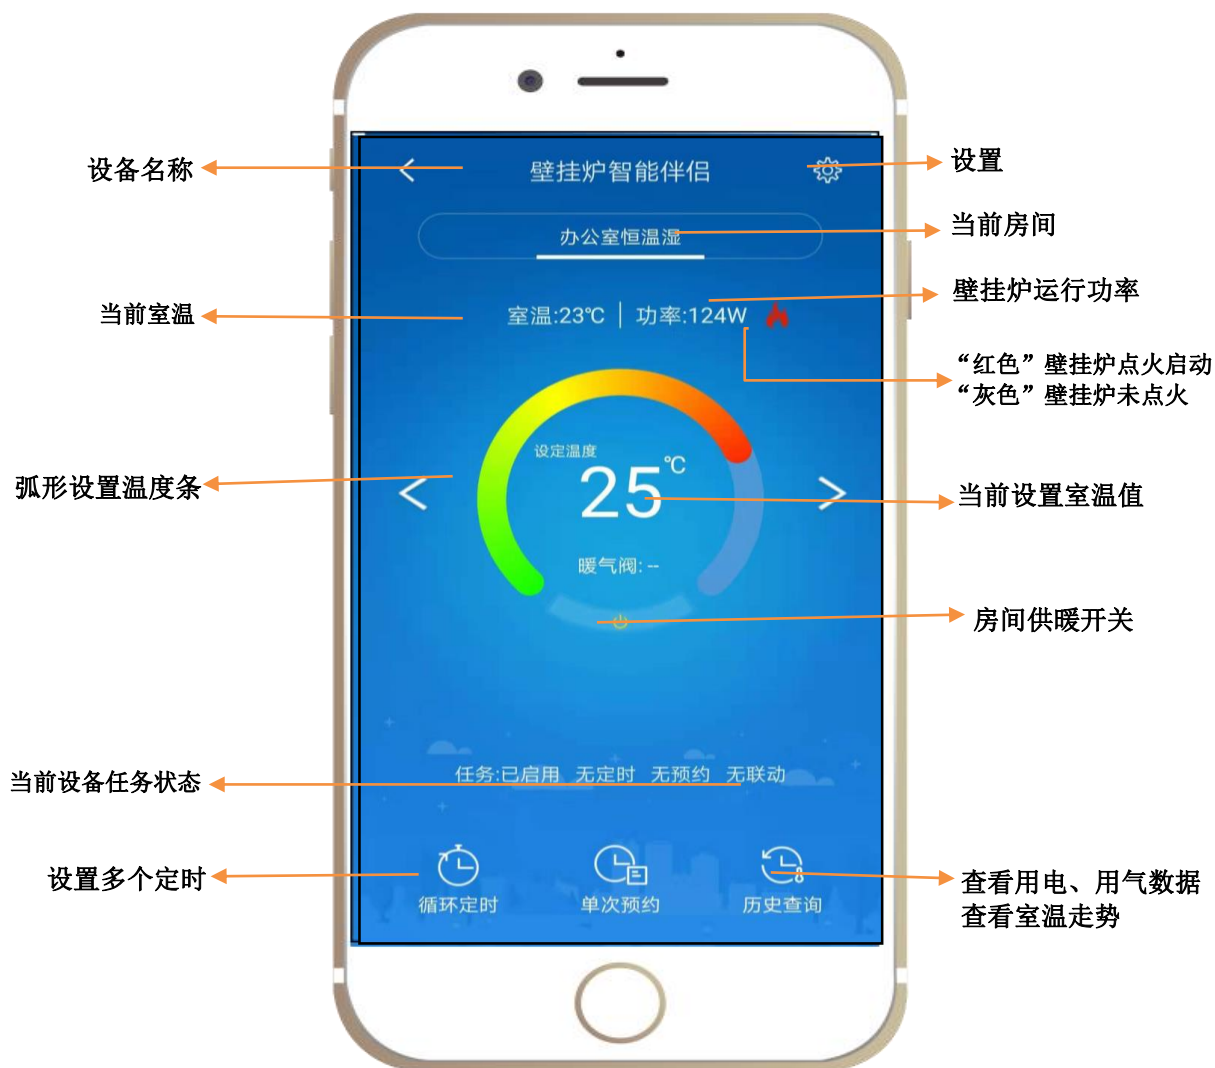 设备名称
壁挂炉智能伴侣
设置
办公室恒温湿
当前房间
壁挂炉运行功率
当前室温
室温:23℃ | 功率:124W
“红色”壁挂炉点火启动
“灰色”壁挂炉未点火
设定温度
25℃
弧形设置温度条
当前设置室温值
暖气阀:--
房间供暖开关
当前设备任务状态
任务:已启用 无定时 无预约 无联动
设置多个定时
循环定时
单次预约
历史查询
查看用电、用气数据
查看室温走势